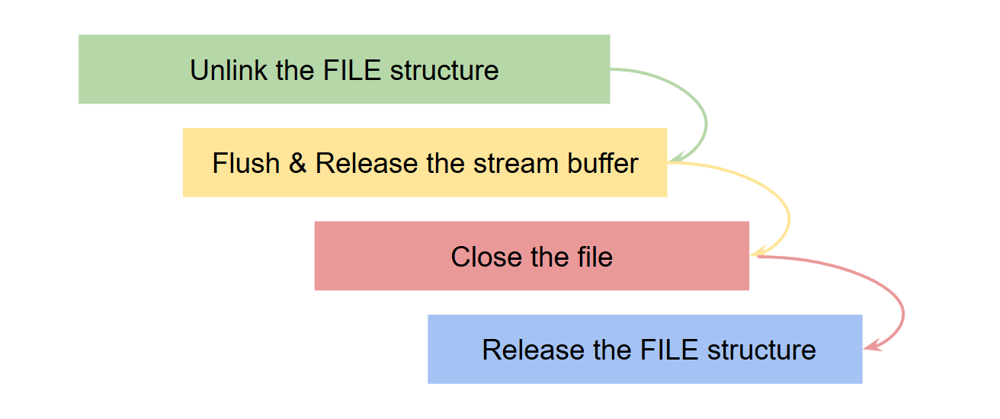 Unlink the FILE structure
Flush & Release the stream buffer
Close the file
Release the FILE structure